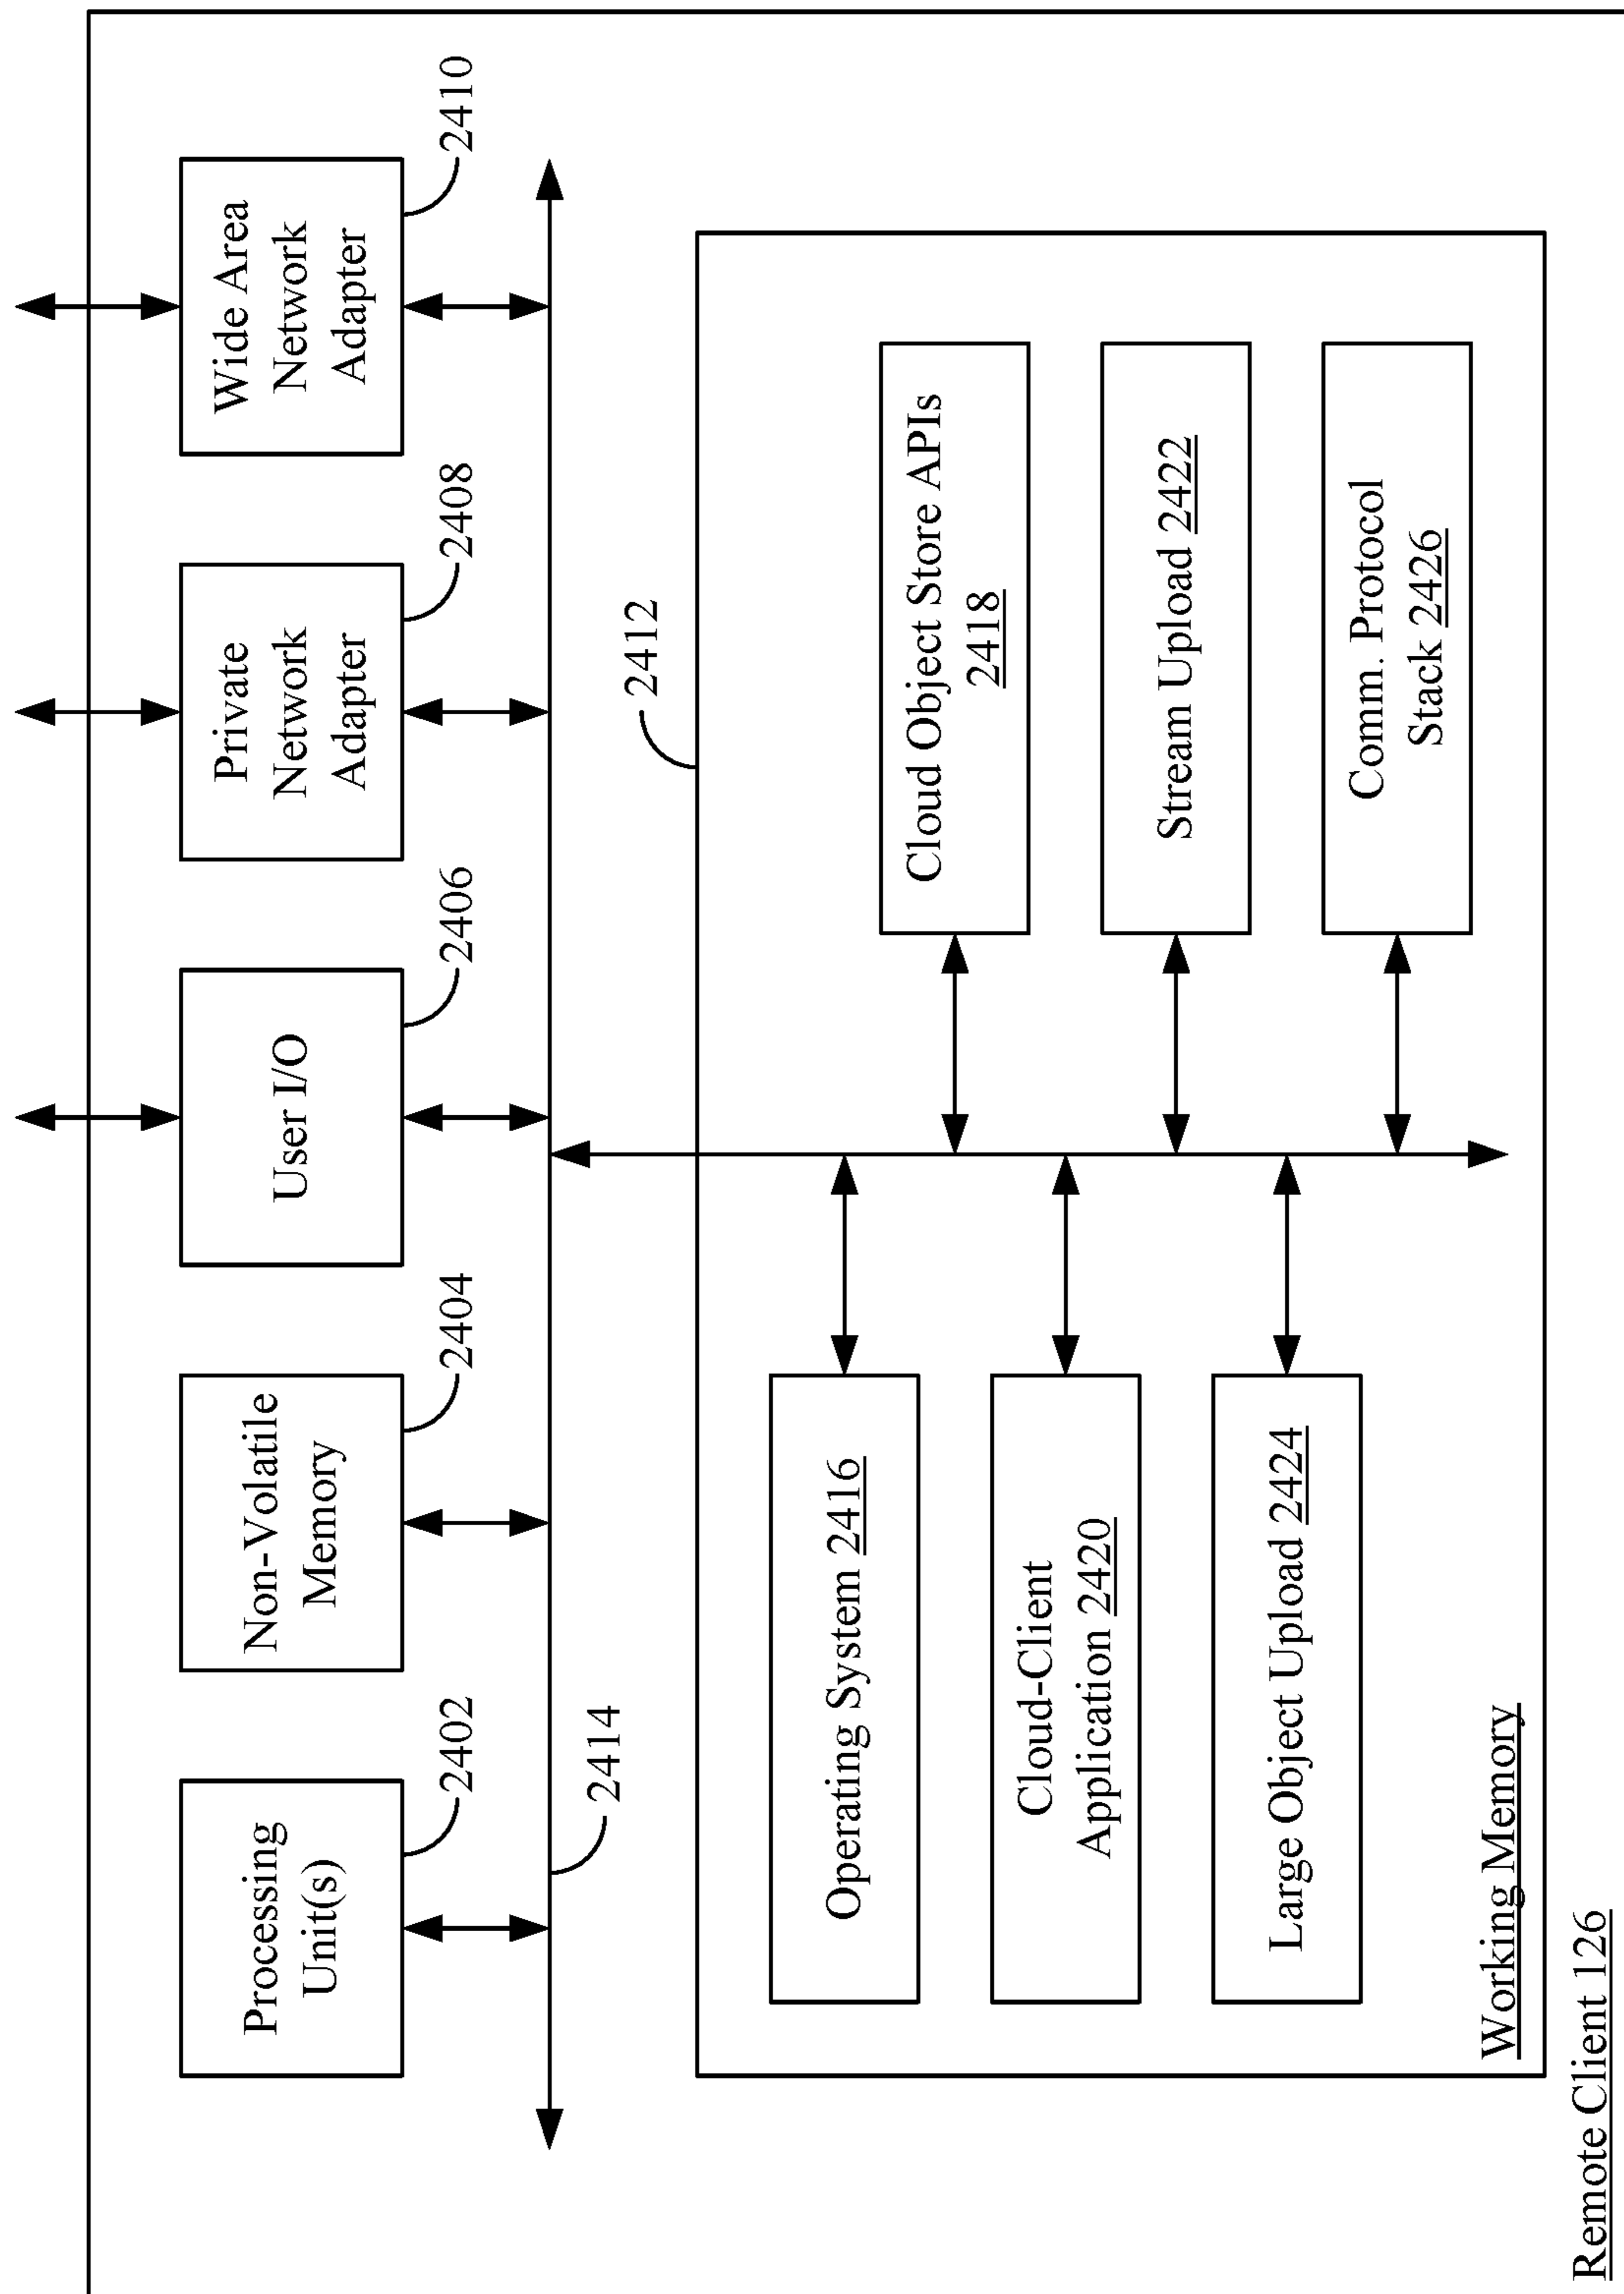 Processing
Unit(s)
2402
Non-Volatile
Memory
2404
User I/O
2406
Private
Network
Adapter
2408
Wide Area
Network
Adapter
2410
2414
2412
Operating System 2416
Cloud Object Store APIs
2418
Cloud-Client
Application 2420
Stream Upload 2422
Large Object Upload 2424
Comm. Protocol
Stack 2426
Working Memory
Remote Client 126